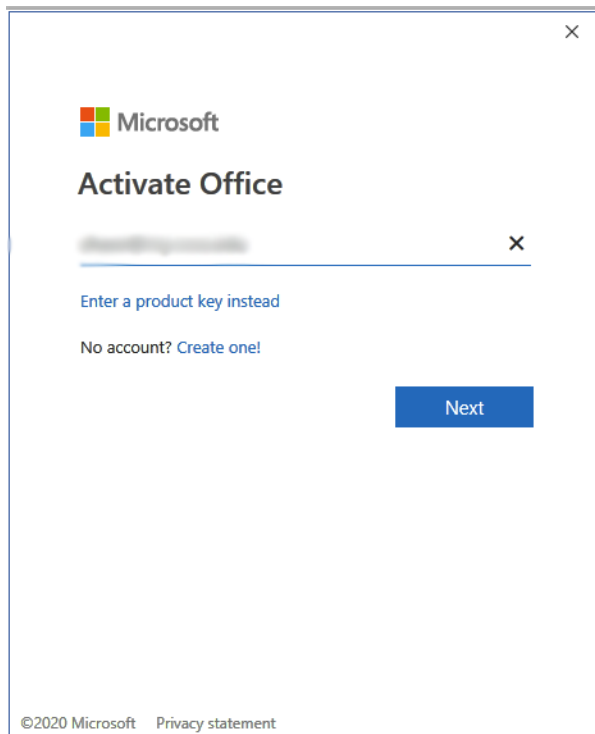 Microsoft
Activate Office
Enter a product key instead
No account? Create one!
Next
©2020 Microsoft Privacy statement